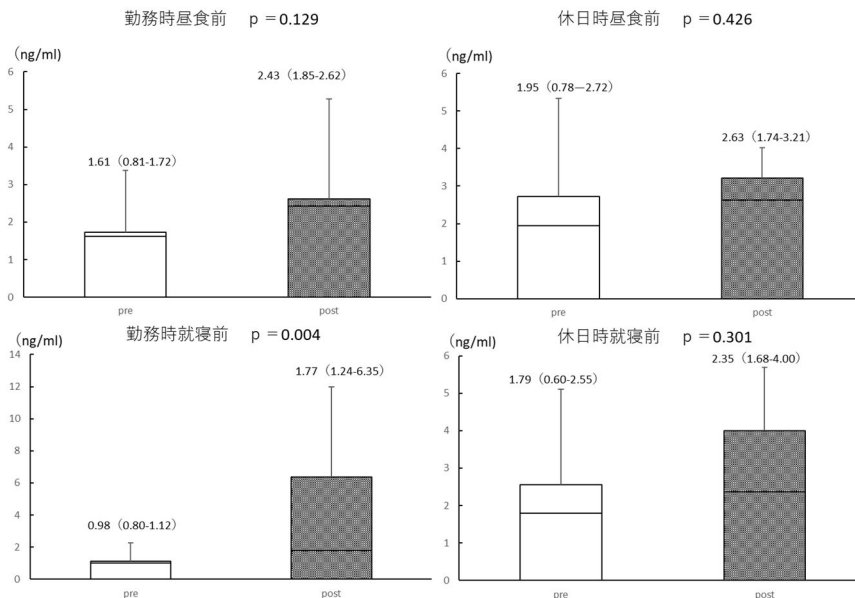 勤務時昼食前 p＝0.129
（ng/ml）
6
5
4
3
2
1
0
1.61（0.81-1.72）
2.43（1.85-2.62）
pre
post
休日時昼食前 p＝0.426
（ng/ml）
6
5
4
3
2
1
0
1.95（0.78―2.72）
2.63（1.74-3.21）
pre
post
勤務時就寝前 p＝0.004
（ng/ml）
14
12
10
8
6
4
2
0
0.98（0.80-1.12）
1.77（1.24-6.35）
pre
post
休日時就寝前 p＝0.301
（ng/ml）
6
5
4
3
2
1
0
1.79（0.60-2.55）
2.35（1.68-4.00）
pre
post